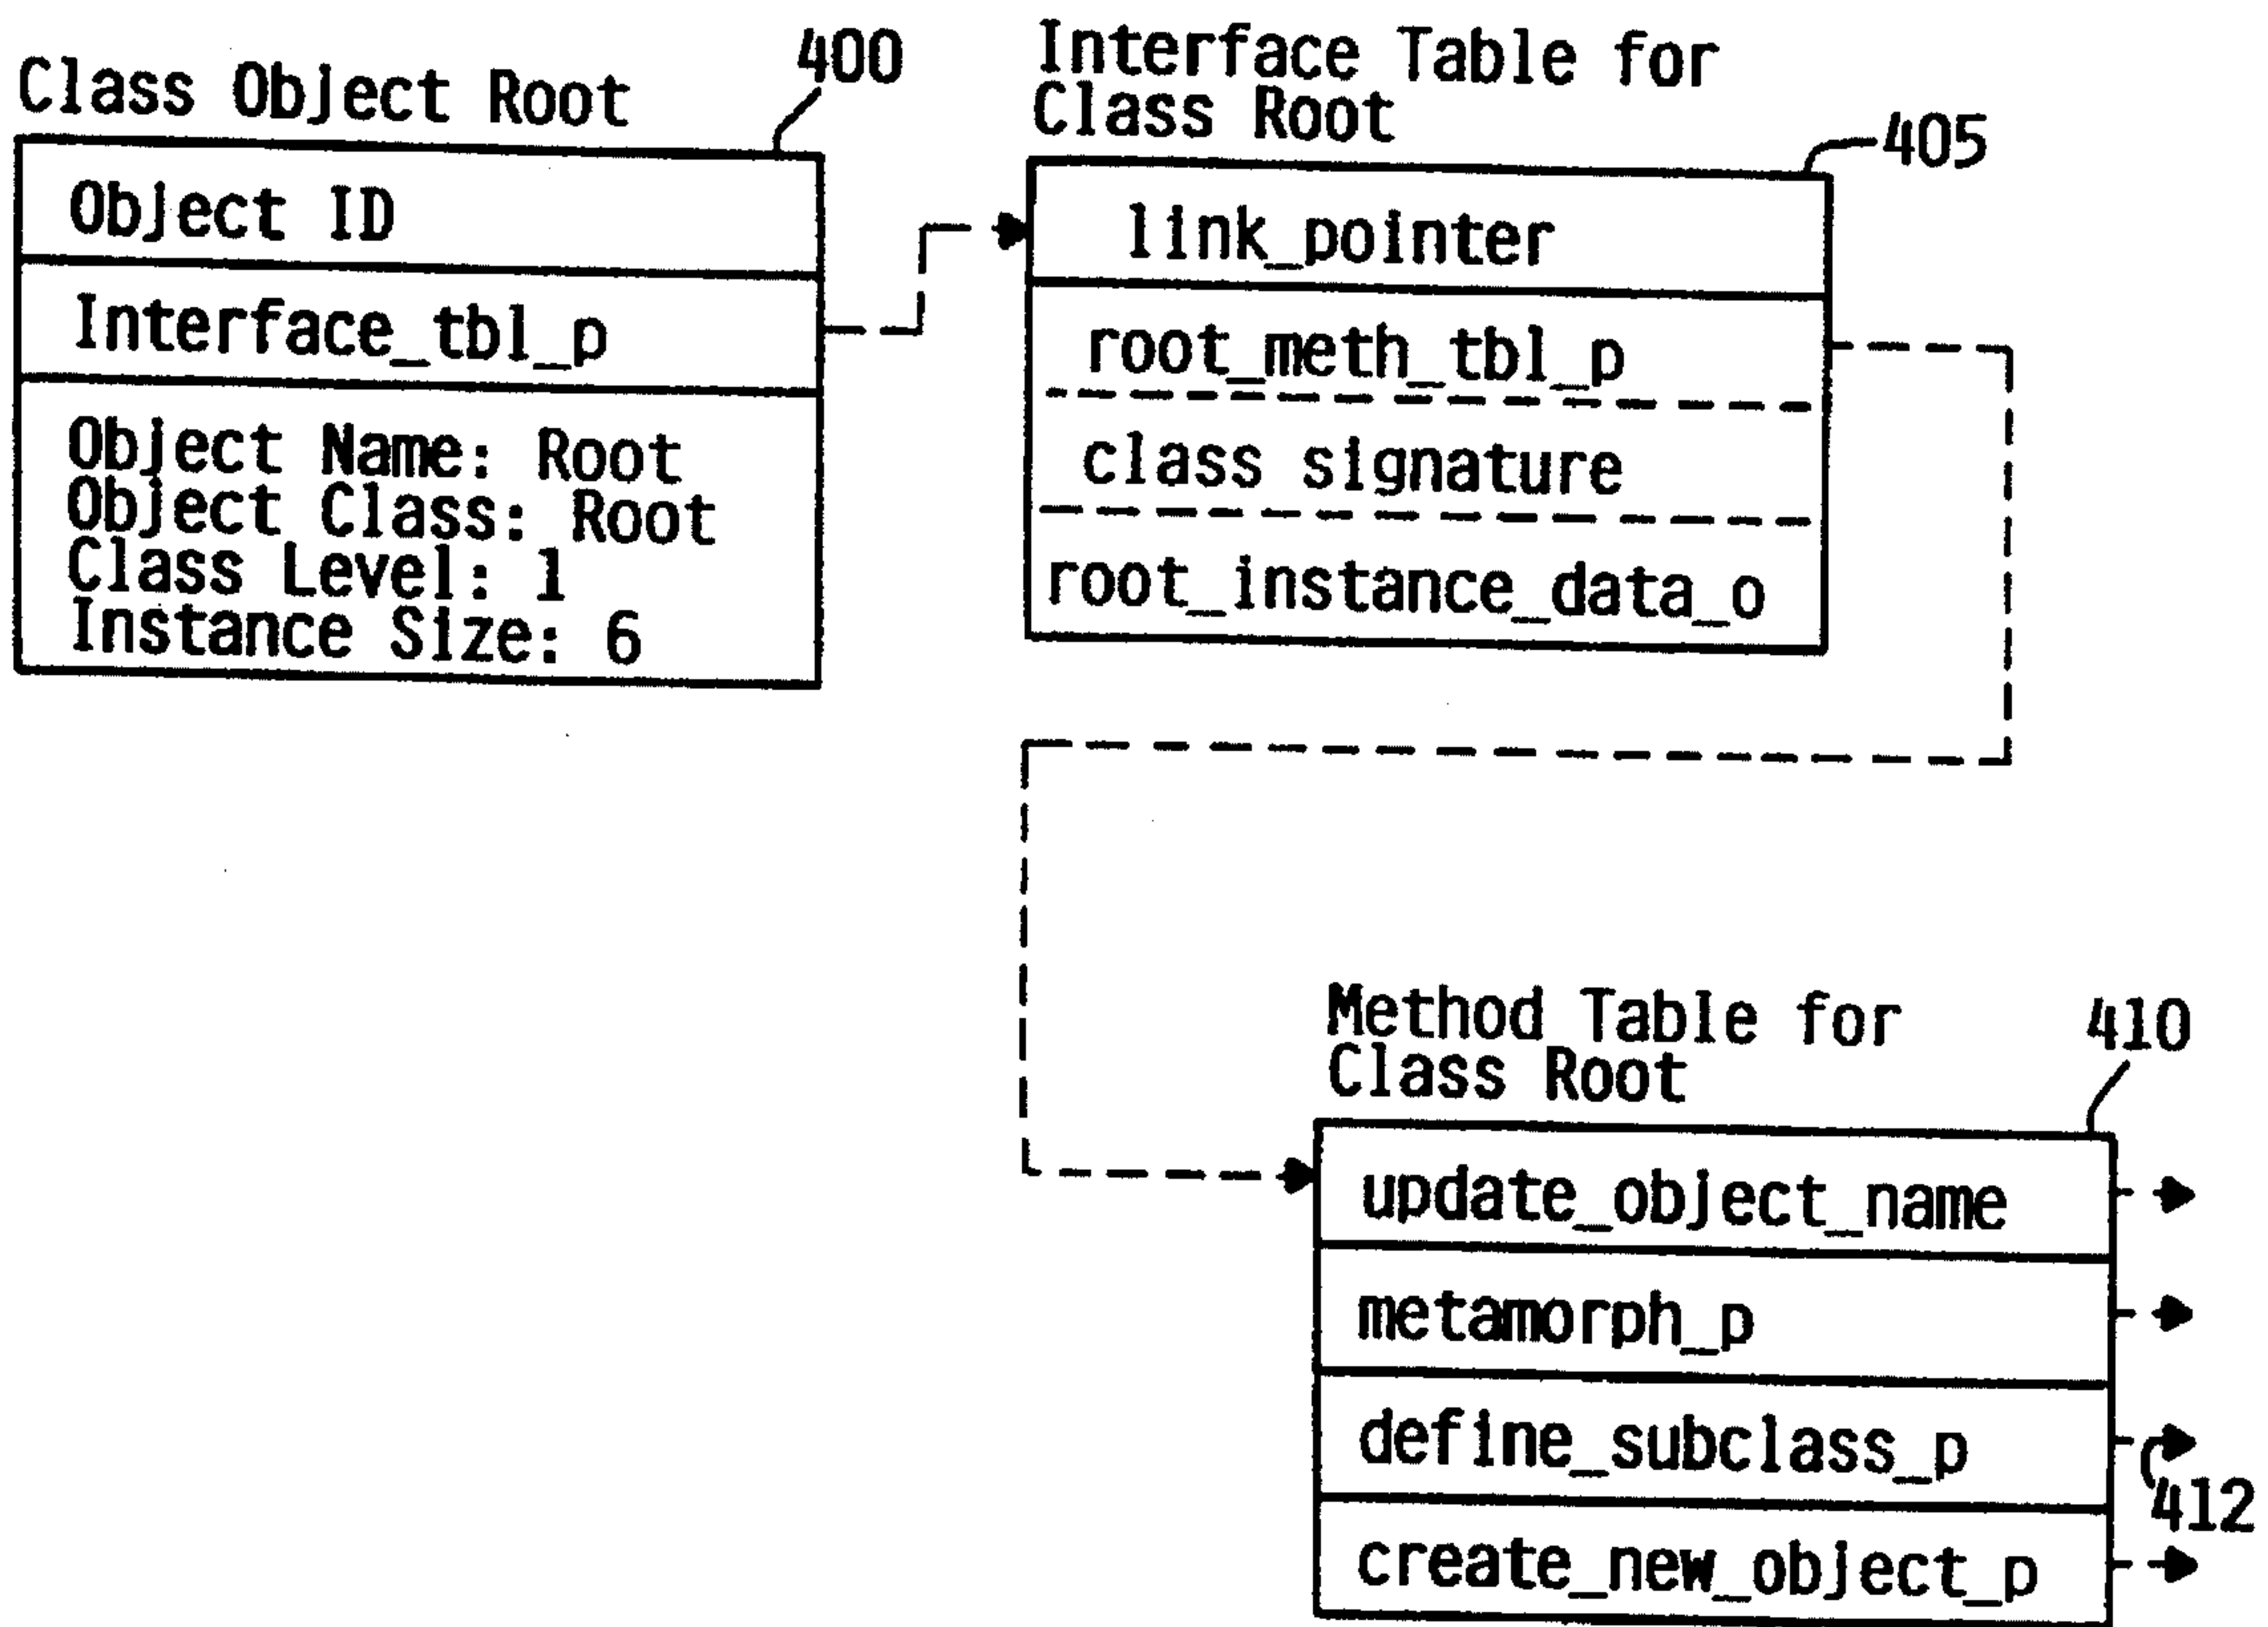 Class Object Root
400
Object ID
Interface_tbl_p
Object Name: Root
Object Class: Root
Class Level: 1
Instance Size: 6
Interface Table for
Class Root
405
link_pointer
root_meth_tbl_p
class signature
root_instance_data_o
Method Table for
Class Root
410
update_object_name
metamorph_p
define_subclass_p
412
create_new_object_p